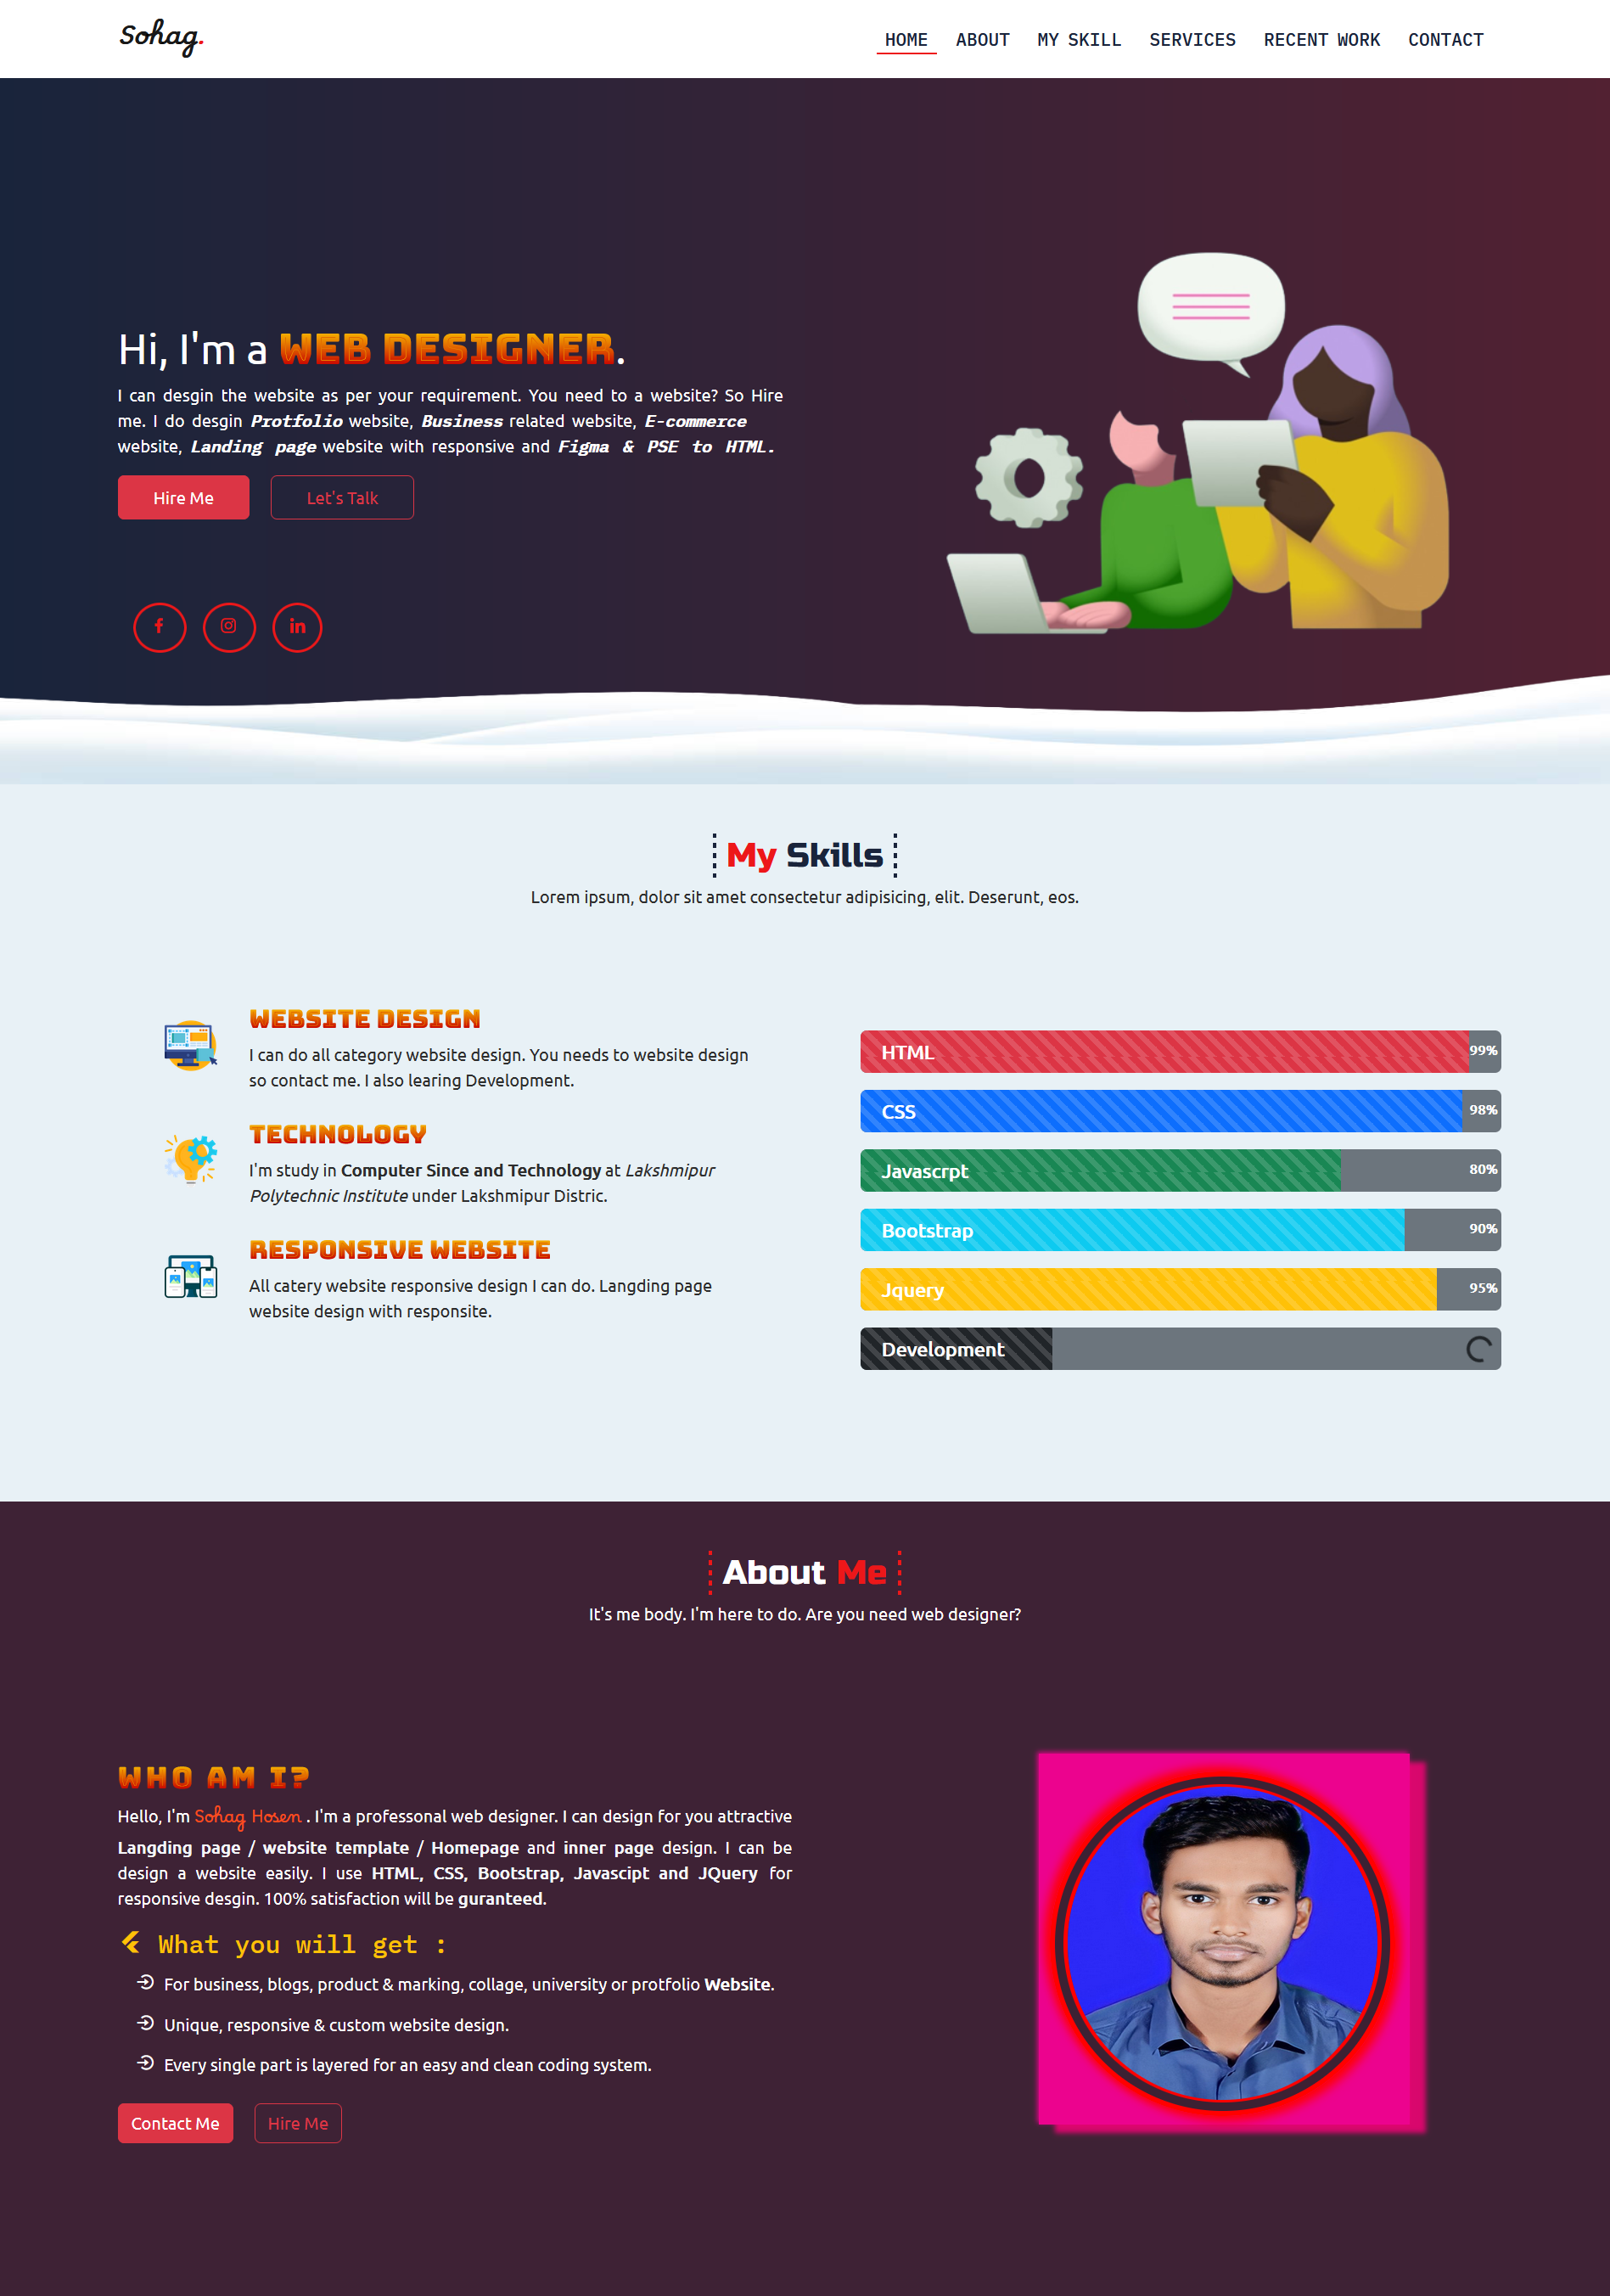 Sohag.
HOME ABOUT MY SKILL SERVICES RECENT WORK CONTACT
Hi, I'm a WEB DESIGNER.
I can desgin the website as per your requirement. You need to a website? So Hire
me. I do desgin Protfolio website, Business related website, E-commerce
website, Landing page website with responsive and Figma & PSE to HTML.
Hire Me Let's Talk
My Skills
Lorem ipsum, dolor sit amet consectetur adipisicing, elit. Deserunt, eos.
WEBSITE DESIGN
I can do all category website design. You needs to website design
so contact me. I also learing Development.
TECHNOLOGY
I'm study in Computer Since and Technology at Lakshmipur
Polytechnic Institute under Lakshmipur Distric.
RESPONSIVE WEBSITE
All catery website responsive design I can do. Langding page
website design with responsite.
HTML 99%
CSS 98%
Javascrpt 80%
Bootstrap 90%
Jquery 95%
Development
About Me
It's me body. I'm here to do. Are you need web designer?
WHO AM I?
Hello, I'm Sohag Hosen . I'm a professonal web designer. I can design for you attractive
Langding page / website template / Homepage and inner page design. I can be
design a website easily. I use HTML, CSS, Bootstrap, Javascipt and JQuery for
responsive desgin. 100% satisfaction will be guranteed.
What you will get :
For business, blogs, product & marking, collage, university or protfolio Website.
Unique, responsive & custom website design.
Every single part is layered for an easy and clean coding system.
Contact Me Hire Me